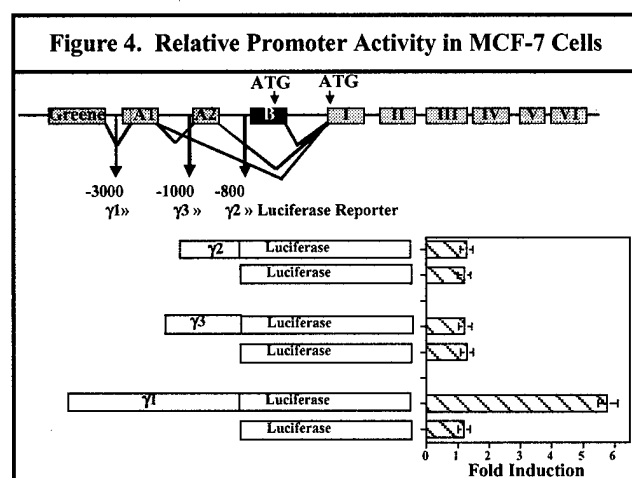 Figure 4. Relative Promoter Activity in MCF-7 Cells
ATG ATG
Greene A1 A2 B I II III IV V VI
-3000 -1000 -800
γ1» γ3» γ2» Luciferase Reporter
γ2 Luciferase
Luciferase
γ3 Luciferase
Luciferase
γ1 Luciferase
Luciferase
0 1 2 3 4 5 6
Fold Induction